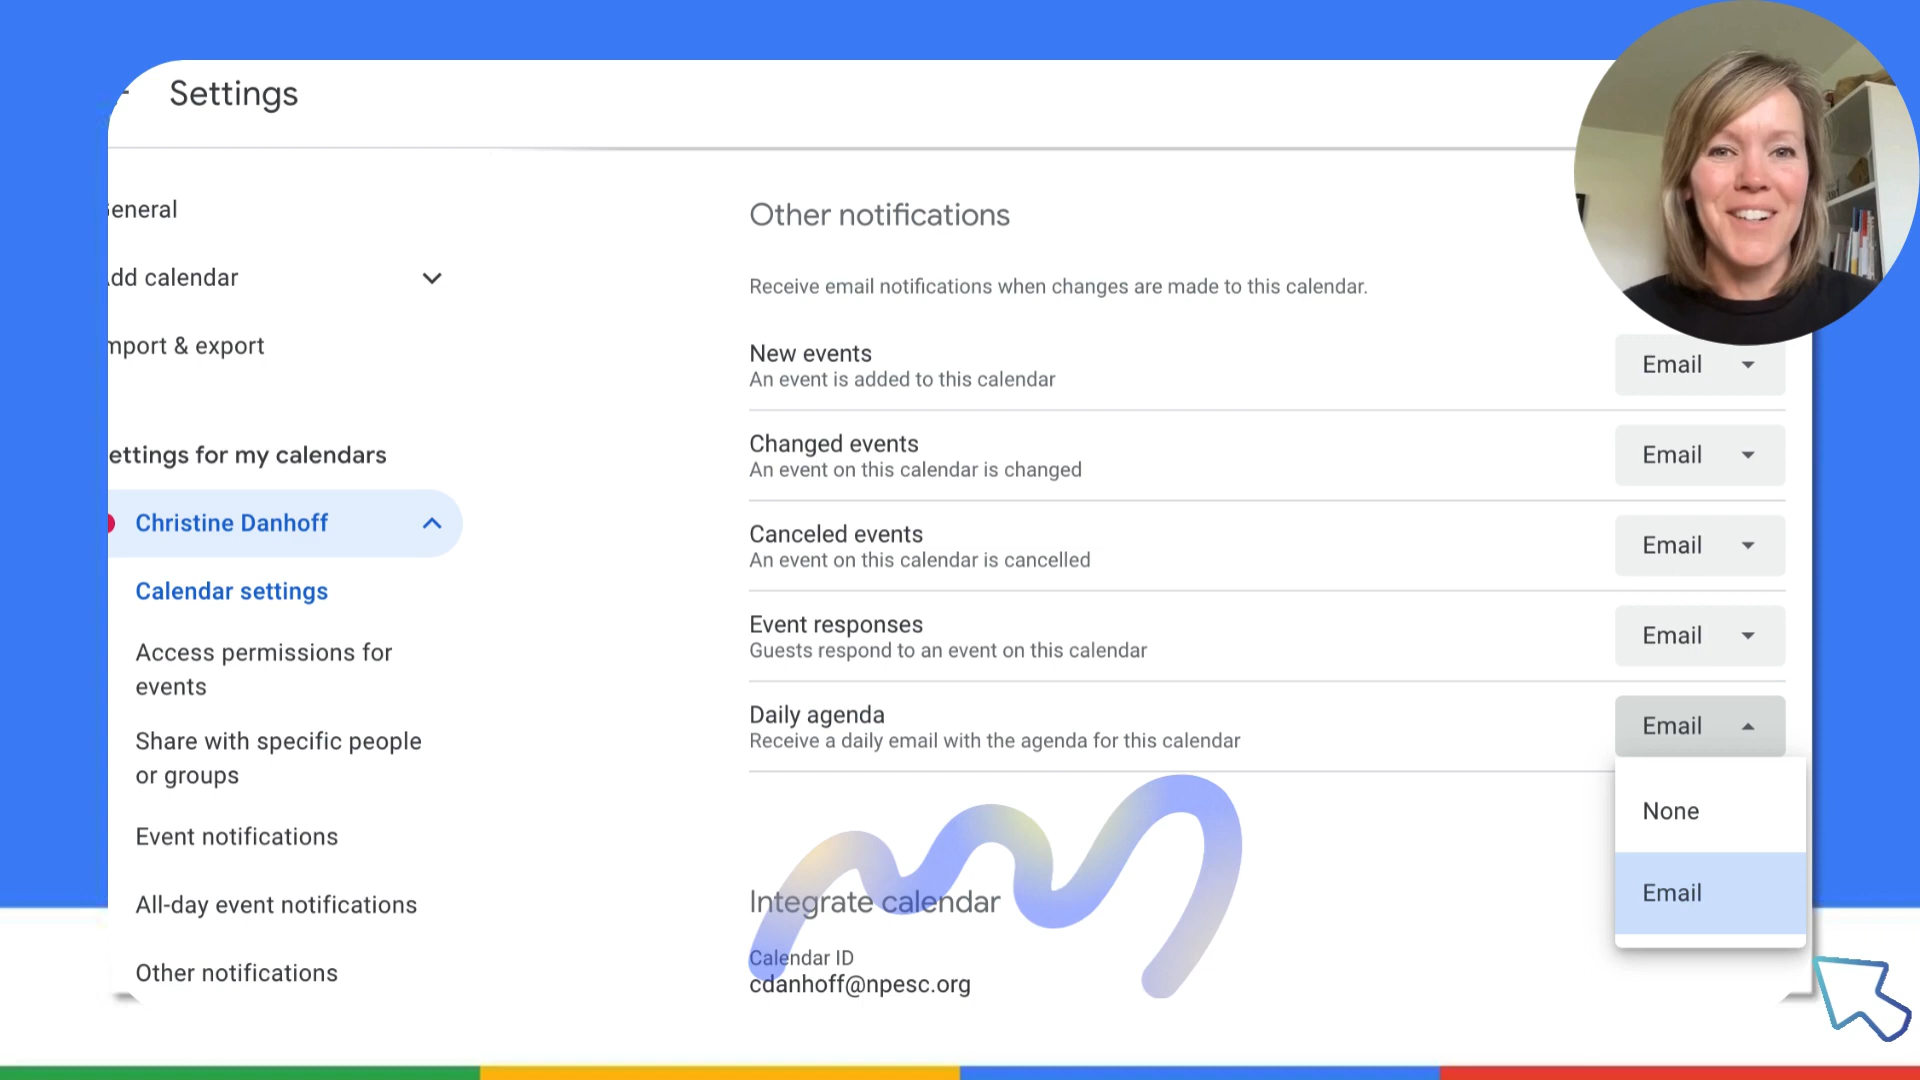 Settings
eneral
dd calendar
mport & export
ettings for my calendars
Christine Danhoff
Calendar settings
Access permissions for
events
Share with specific people
or groups
Event notifications
All-day event notifications
Other notifications
Other notifications
Receive email notifications when changes are made to this calendar.
New events
An event is added to this calendar
Email
Changed events
An event on this calendar is changed
Email
Canceled events
An event on this calendar is cancelled
Email
Event responses
Guests respond to an event on this calendar
Email
Daily agenda
Receive a daily email with the agenda for this calendar
Email
None
Email
Integrate calendar
Calendar ID
cdanhoff@npesc.org